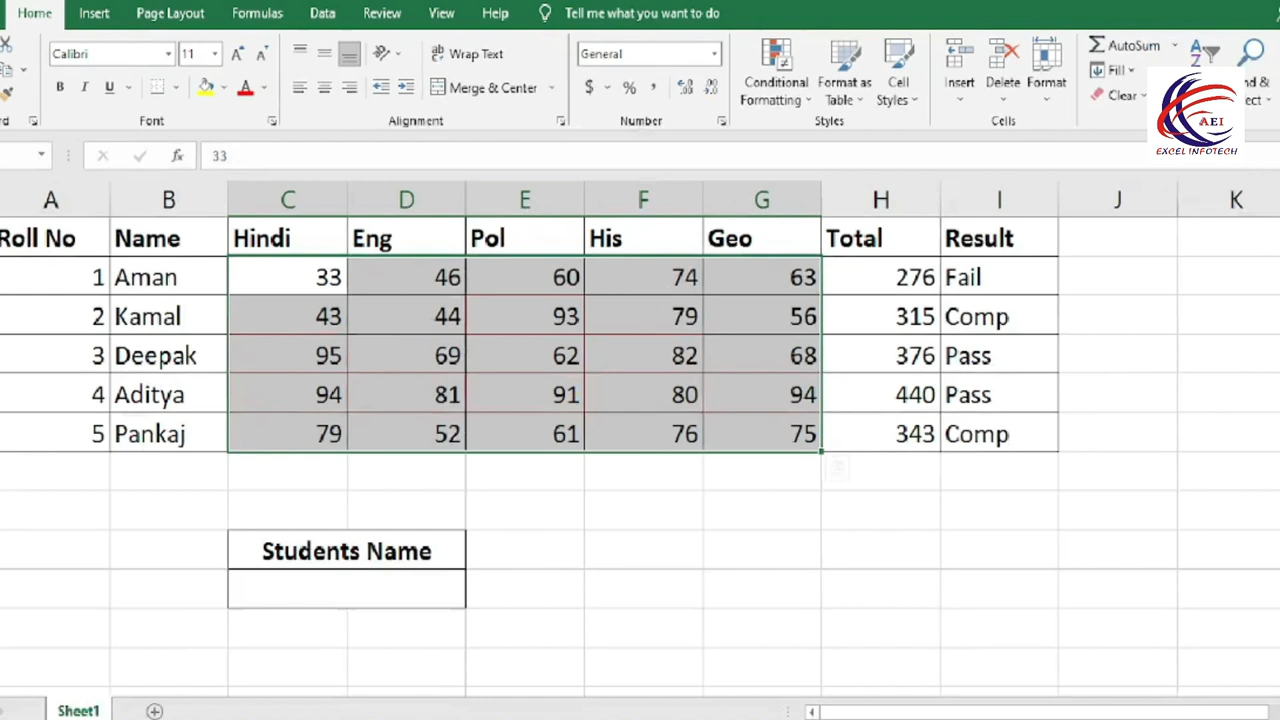 Home Insert Page Layout Formulas Data Review View Help Tell me what you want to do
Calibri 11 Wrap Text General AutoSum
B I U Merge & Center $ % , Conditional Formatting Format as Table Cell Styles Insert Delete Format Fill Clear
Font Alignment Number Styles Cells
AEI
EXCEL INFOTECH
fx 33
A B C D E F G H I J K
Roll No Name Hindi Eng Pol His Geo Total Result
1 Aman 33 46 60 74 63 276 Fail
2 Kamal 43 44 93 79 56 315 Comp
3 Deepak 95 69 62 82 68 376 Pass
4 Aditya 94 81 91 80 94 440 Pass
5 Pankaj 79 52 61 76 75 343 Comp
Students Name
Sheet1